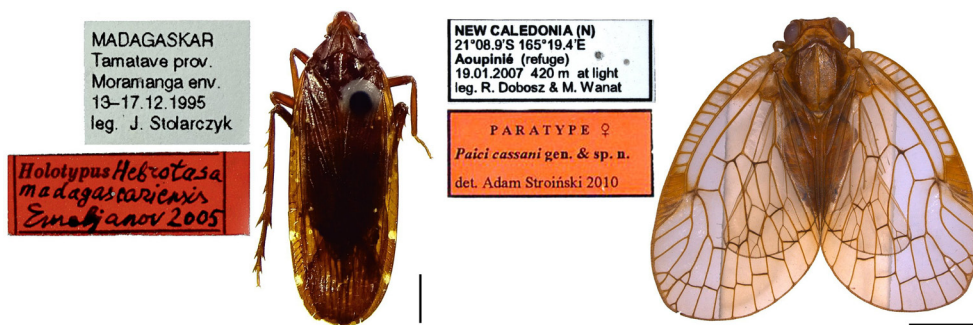 MADAGASKAR
Tamatave prov.
Moramanga env.
13–17.12.1995
leg. J. Stolarczyk
Holotypus Hebrotasa
madagascariensis
Emeljanov 2005
NEW CALEDONIA (N)
21°08.9'S 165°19.4'E
Aoupinié (refuge)
19.01.2007 420 m at light
leg. R. Dobosz & M. Wanat
PARATYPE ♀
Paici cassani gen. & sp. n.
det. Adam Stroiński 2010